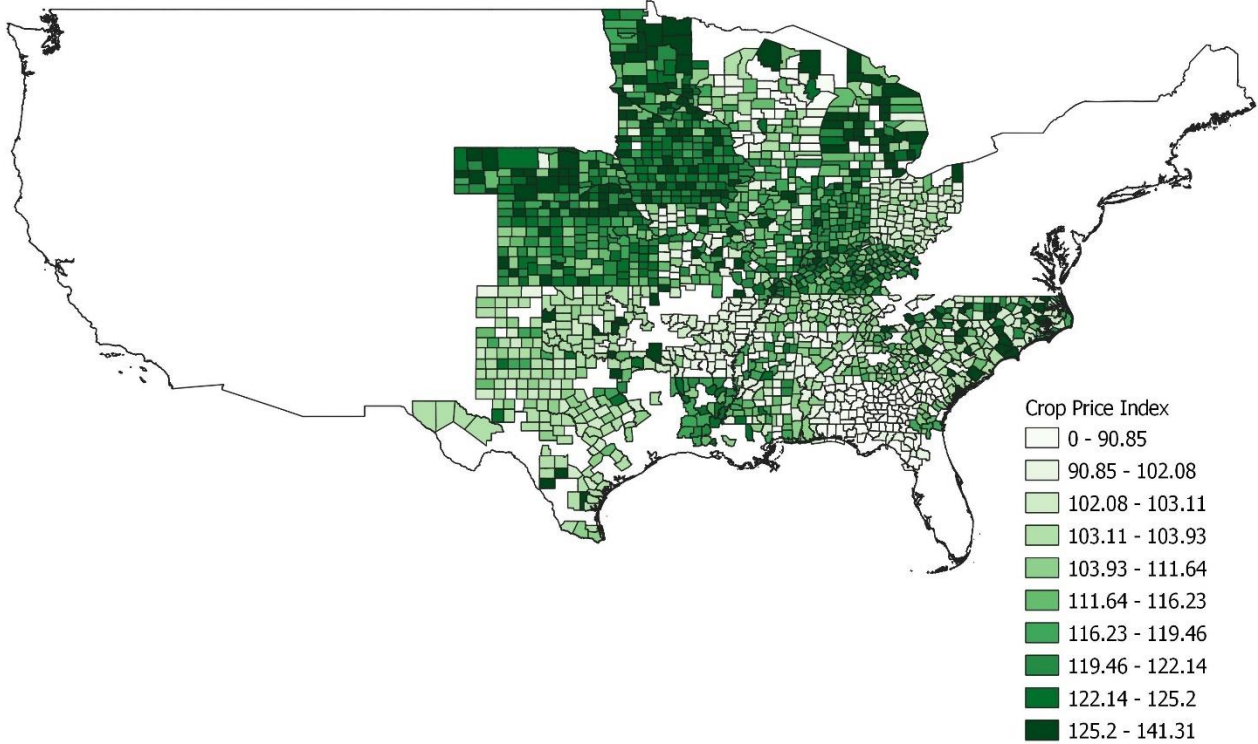 Crop Price Index
0 - 90.85
90.85 - 102.08
102.08 - 103.11
103.11 - 103.93
103.93 - 111.64
111.64 - 116.23
116.23 - 119.46
119.46 - 122.14
122.14 - 125.2
125.2 - 141.31